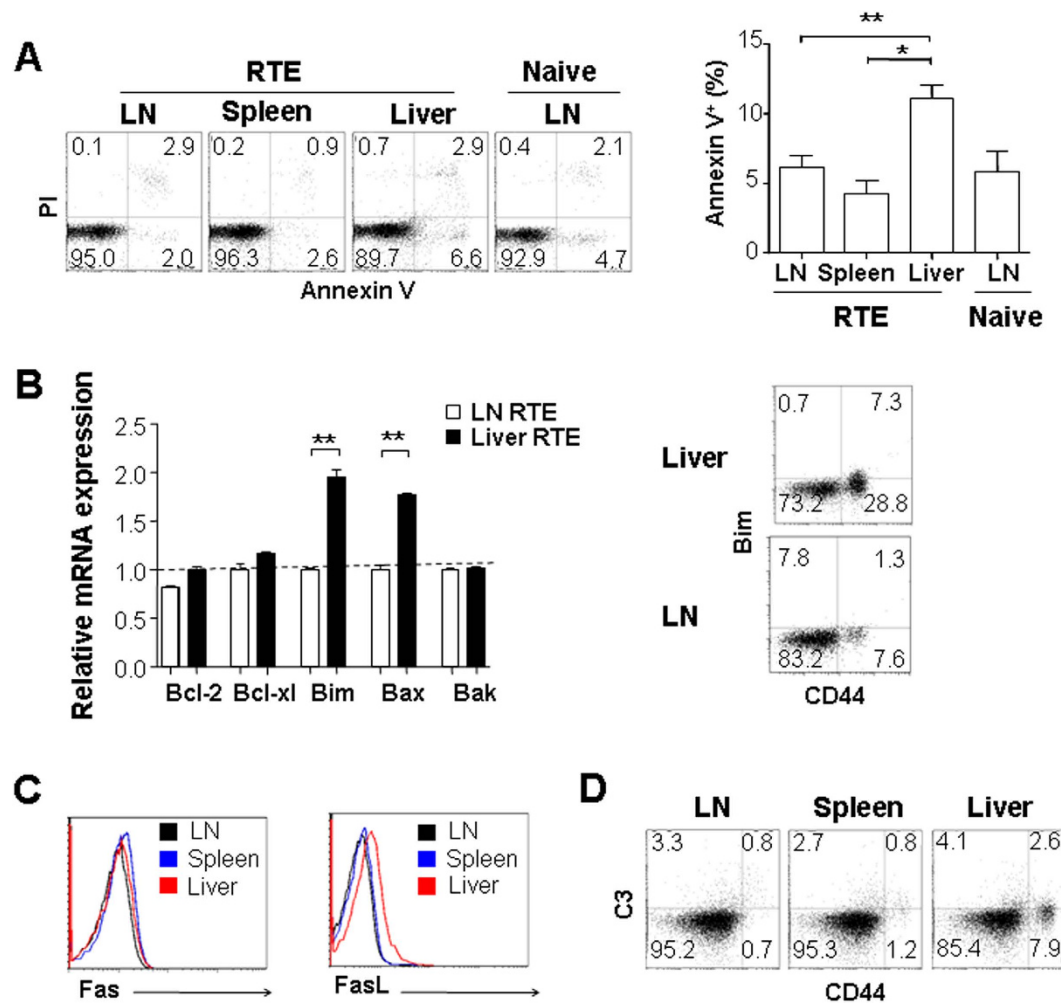 A
RTE Naive
LN Spleen Liver LN
0.1 2.9 0.2 0.9 0.7 2.9 0.4 2.1
PI
95.0 2.0 96.3 2.6 89.7 6.6 92.9 4.7
Annexin V
** 
*
15
10
5
0
Annexin V+ (%)
LN Spleen Liver LN
RTE Naive
B
Relative mRNA expression
2.5
2.0
1.5
1.0
0.5
0.0
LN RTE
Liver RTE
** **
Bcl-2 Bcl-xl Bim Bax Bak
Liver
0.7 7.3
73.2 28.8
Bim
LN
7.8 1.3
83.2 7.6
CD44
C
LN
Spleen
Liver
Fas
LN
Spleen
Liver
FasL
D
LN Spleen Liver
3.3 0.8 2.7 0.8 4.1 2.6
C3
95.2 0.7 95.3 1.2 85.4 7.9
CD44